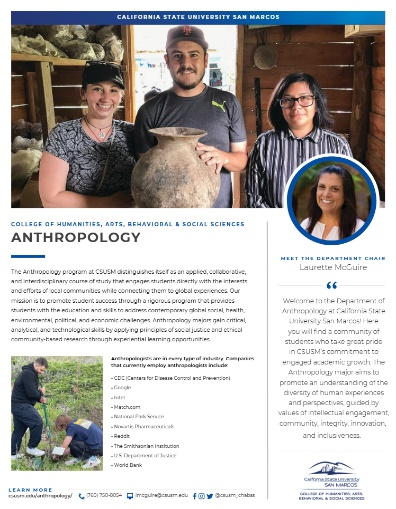 CALIFORNIA STATE UNIVERSITY SAN MARCOS
COLLEGE OF HUMANITIES, ARTS, BEHAVIORAL & SOCIAL SCIENCES
ANTHROPOLOGY
The Anthropology program at CSUSM distinguishes itself as an applied, collaborative,
and interdisciplinary course of study that engages students directly with the interests
and efforts of local communities while connecting them to global experiences. Our
mission is to promote student success through a rigorous program that provides
students with the education and skills to address contemporary global social, health,
environmental, political, and economic challenges. Anthropology majors gain critical,
analytical, and technological skills by applying principles of social justice and ethical
community-based research through experiential learning opportunities.
Anthropologists are in every type of industry. Companies
that currently employ anthropologists include:
- CDC (Centers for Disease Control and Prevention)
- Google
- Intel
- Match.com
- National Park Service
- Novartis Pharmaceuticals
- Reddit
- The Smithsonian Institution
- U.S. Department of Justice
- World Bank
MEET THE DEPARTMENT CHAIR
Laurette McGuire
“
Welcome to the Department of
Anthropology at California State
University San Marcos! Here
you will find a community of
students who take great pride
in CSUSM's commitment to
engaged academic growth. The
Anthropology major aims to
promote an understanding of the
diversity of human experiences
and perspectives, guided by
values of intellectual engagement,
community, integrity, innovation,
and inclusiveness.
California State University
SAN MARCOS
COLLEGE OF HUMANITIES, ARTS,
BEHAVIORAL & SOCIAL SCIENCES
LEARN MORE
csusm.edu/anthropology/ (760) 750-8054 lmcguire@csusm.edu @csusm_chabss